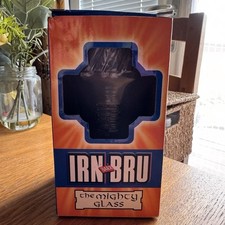 IRN BRU
the mighty
glass